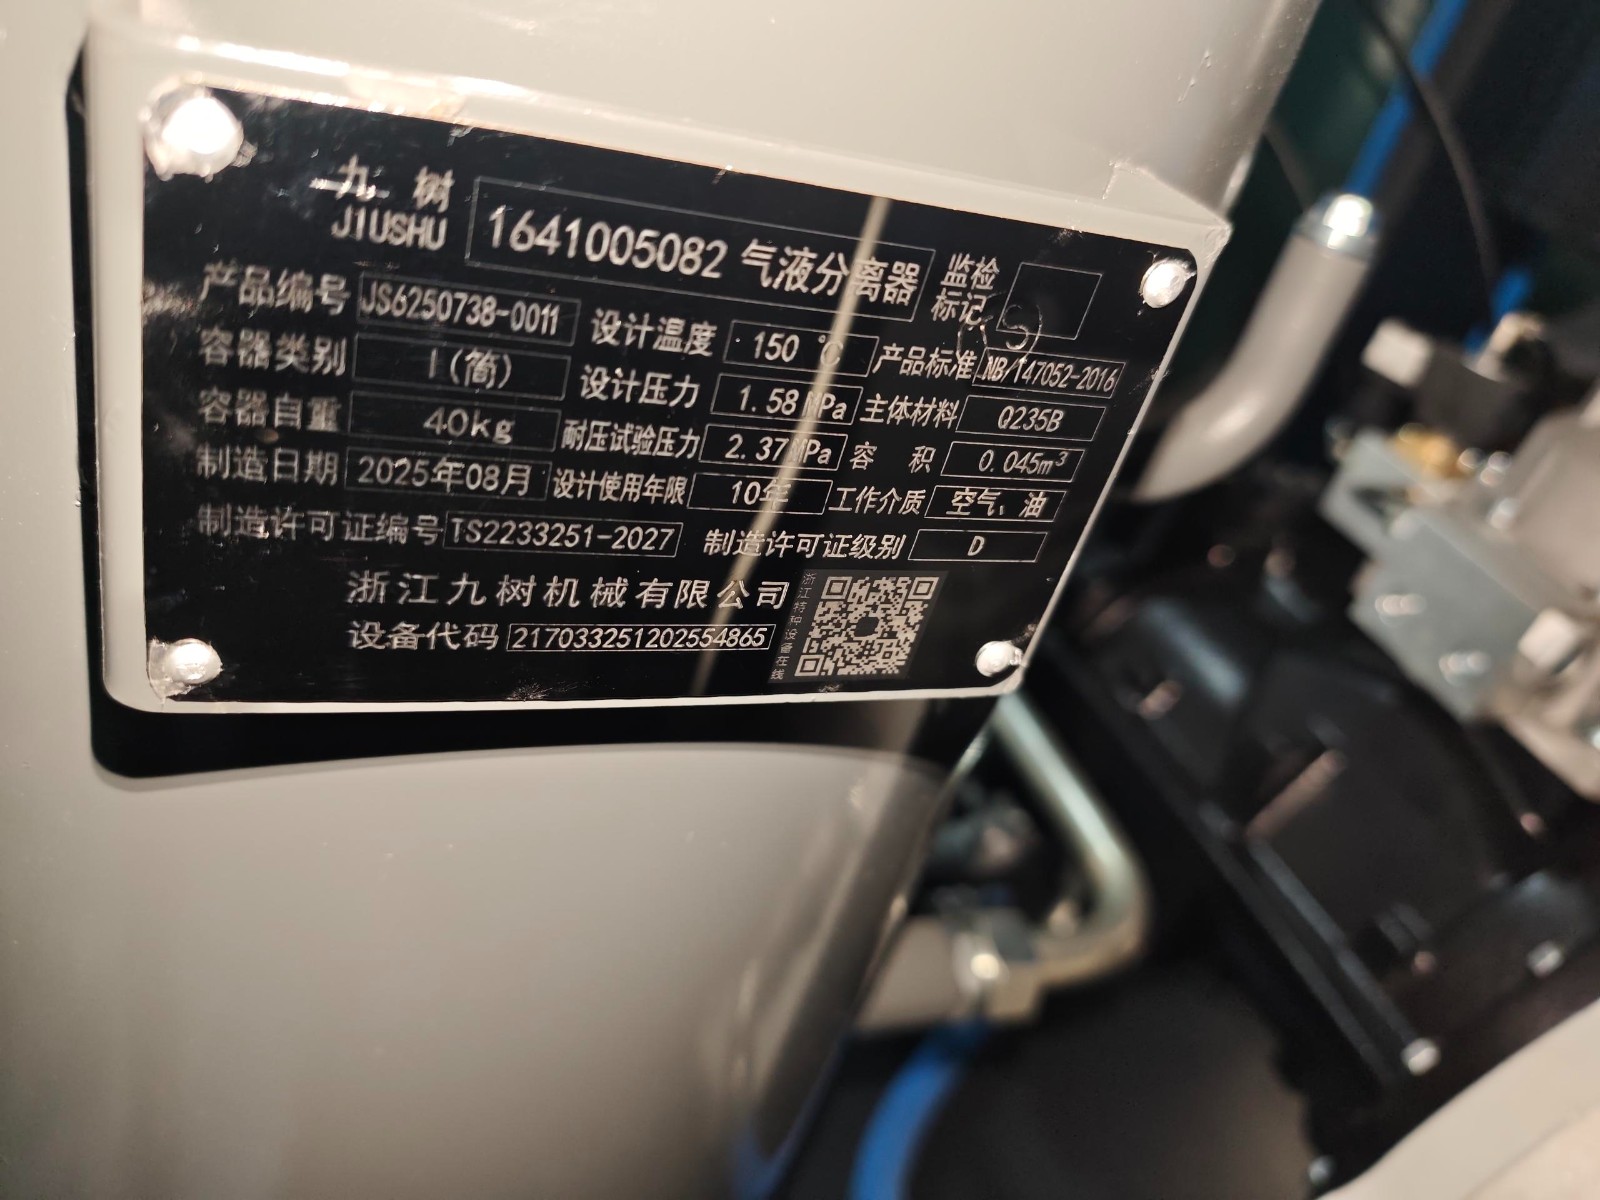 九树 1641005082 气液分离器 监检
JIUSHU 标记
产品编号 JS6250738-0011 设计温度 150 ℃ 产品标准 NB/T47052-2016
容器类别 I(简) 设计压力 1.58MPa 主体材料 Q235B
容器自重 40kg 耐压试验压力 2.37MPa 容积 0.045m³
制造日期 2025年08月 设计使用年限 10年 工作介质 空气、油
制造许可证编号 TS2233251-2027 制造许可证级别 D
浙江九树机械有限公司
设备代码 217033251202554865
浙江特种设备在线